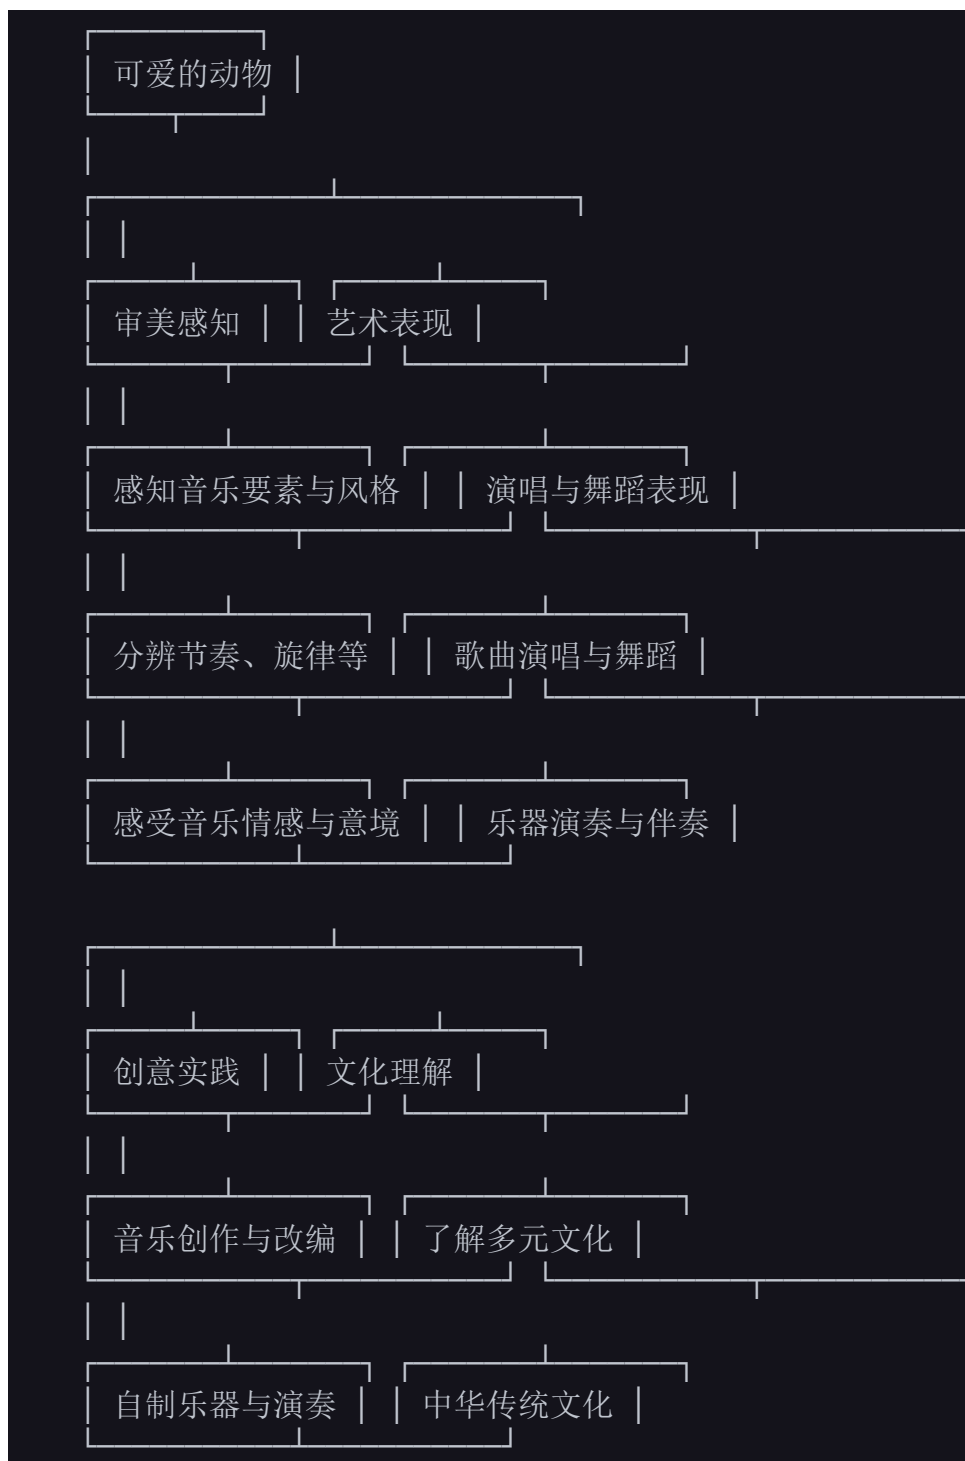 可爱的动物
审美感知 艺术表现
感知音乐要素与风格 演唱与舞蹈表现
分辨节奏、旋律等 歌曲演唱与舞蹈
感受音乐情感与意境 乐器演奏与伴奏
创意实践 文化理解
音乐创作与改编 了解多元文化
自制乐器与演奏 中华传统文化